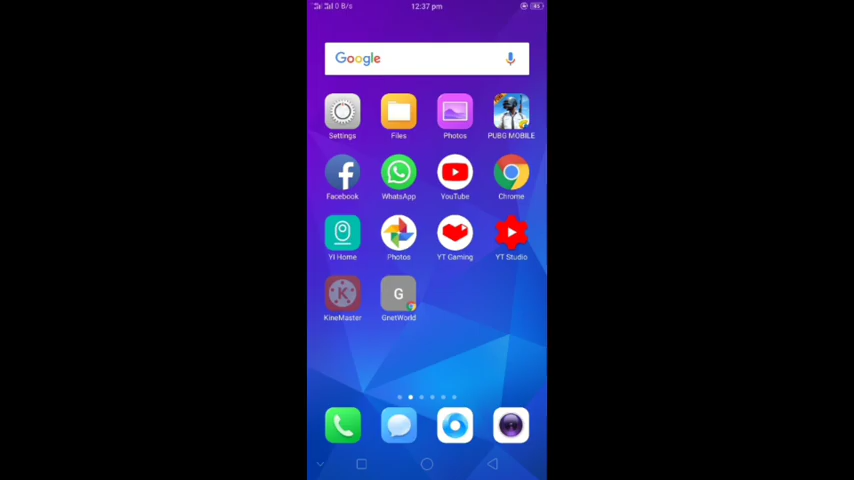 0 B/s 12:37 pm
Google
Settings Files Photos PUBG MOBILE
Facebook WhatsApp YouTube Chrome
YI Home Photos YT Gaming YT Studio
K G
KineMaster GnetWorld